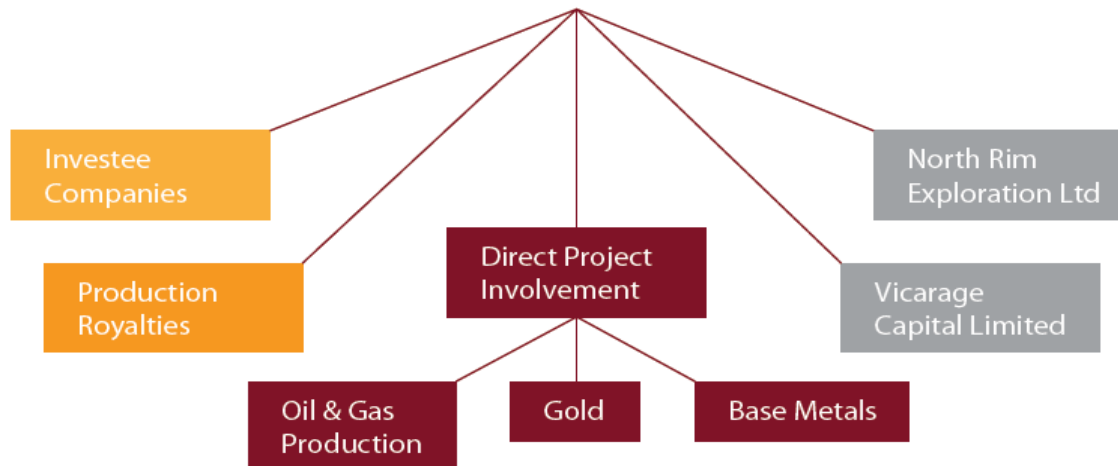 Investee
Companies
North Rim
Exploration Ltd
Direct Project
Involvement
Production
Royalties
Vicarage
Capital Limited
Oil & Gas
Production
Gold
Base Metals